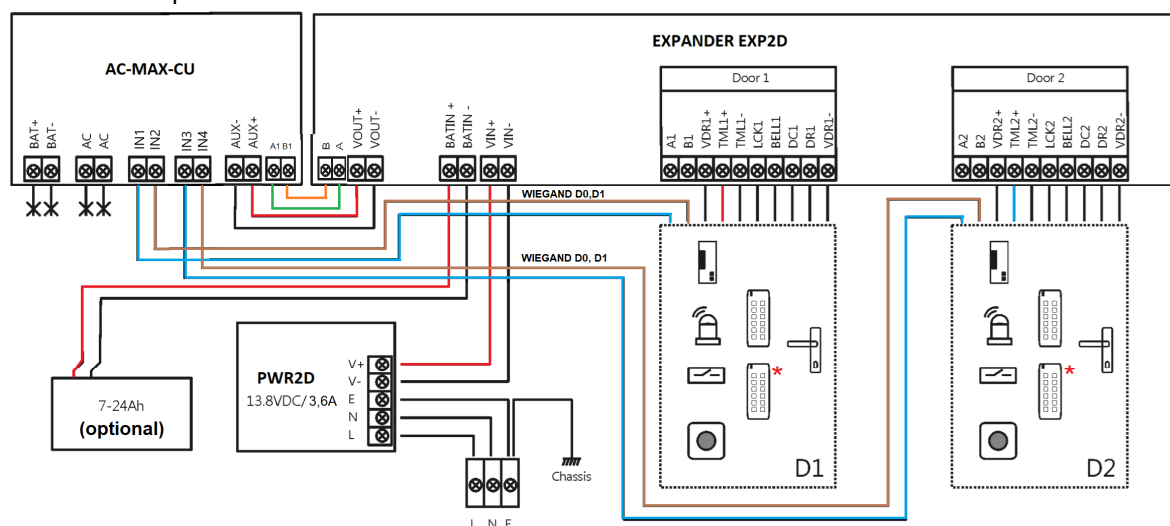 EXPANDER EXP2D
AC-MAX-CU
Door 1
Door 2
BAT+
BAT-
AC
AC
IN1
IN2
IN3
IN4
AUX-
AUX+
A1 B1
B
A
VOUT+
VOUT-
BATIN +
BATIN -
VIN+
VIN-
A1
B1
VDR1+
TML1+
TML1-
LCK1
BELL1
DC1
DR1
VDR1-
A2
B2
VDR2+
TML2+
TML2-
LCK2
BELL2
DC2
DR2
VDR2-
WIEGAND D0,D1
WIEGAND D0, D1
PWR2D
13.8VDC/ 3,6A
V+
V-
E
N
L
7-24Ah
(optional)
Chassis
*
*
D1
D2
L N E